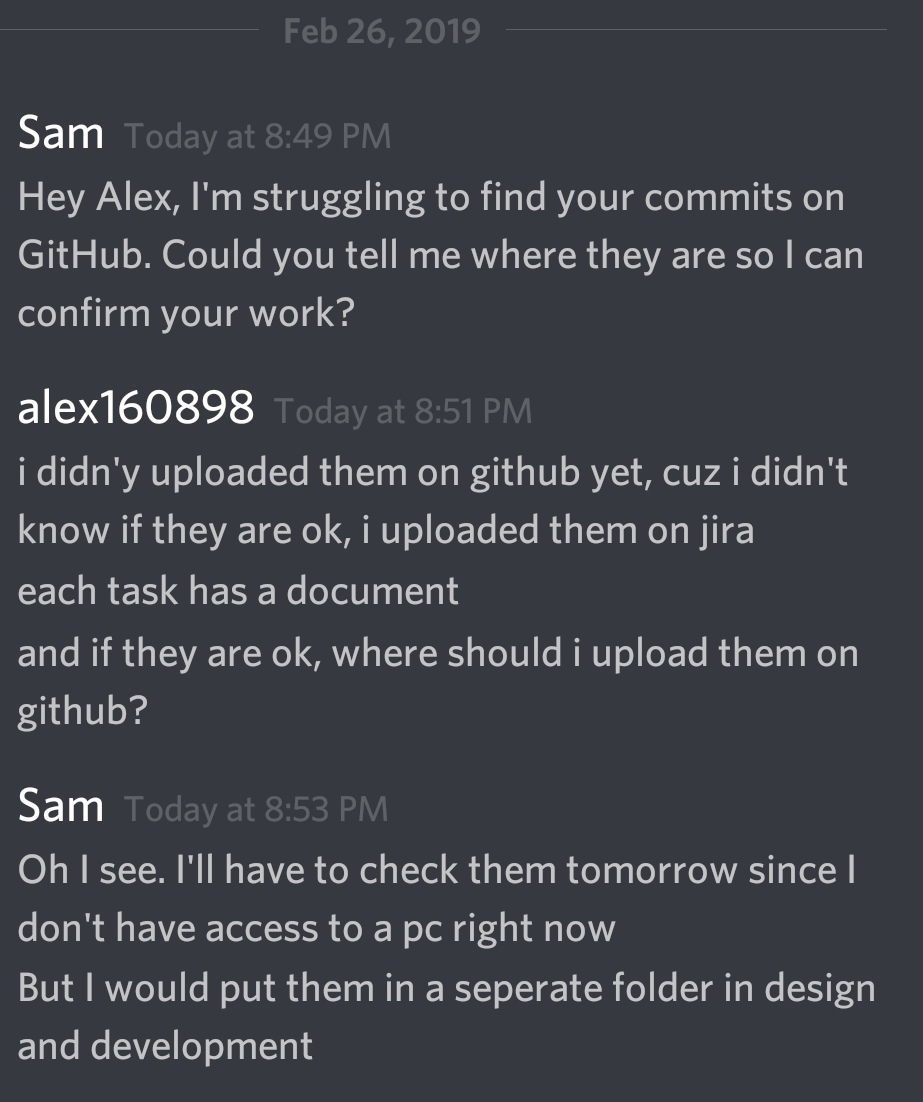 Feb 26, 2019
Sam Today at 8:49 PM
Hey Alex, I'm struggling to find your commits on
GitHub. Could you tell me where they are so I can
confirm your work?
alex160898 Today at 8:51 PM
i didn'y uploaded them on github yet, cuz i didn't
know if they are ok, i uploaded them on jira
each task has a document
and if they are ok, where should i upload them on
github?
Sam Today at 8:53 PM
Oh I see. I'll have to check them tomorrow since I
don't have access to a pc right now
But I would put them in a seperate folder in design
and development